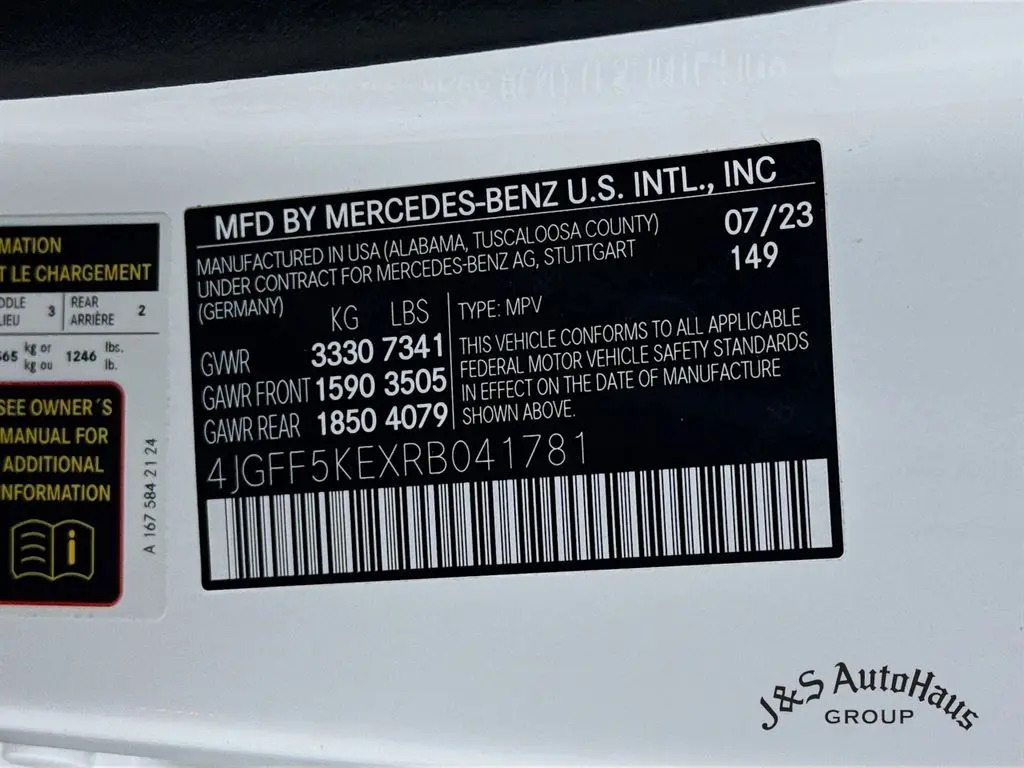 MATION
T LE CHARGEMENT
REAR
3
ARRIÈRE 2
kg or
kg ou
1246 lbs.
lb.
SEE OWNER´S
MANUAL FOR
ADDITIONAL
INFORMATION
i
A 167 584 21 24
MFD BY MERCEDES-BENZ U.S. INTL., INC
MANUFACTURED IN USA (ALABAMA, TUSCALOOSA COUNTY)
UNDER CONTRACT FOR MERCEDES-BENZ AG, STUTTGART
(GERMANY)
07/23
149
KG LBS
GVWR 3330 7341
GAWR FRONT 1590 3505
GAWR REAR 1850 4079
TYPE: MPV
THIS VEHICLE CONFORMS TO ALL APPLICABLE
FEDERAL MOTOR VEHICLE SAFETY STANDARDS
IN EFFECT ON THE DATE OF MANUFACTURE
SHOWN ABOVE.
4JGFF5KEXRB041781
J&S AutoHaus
GROUP